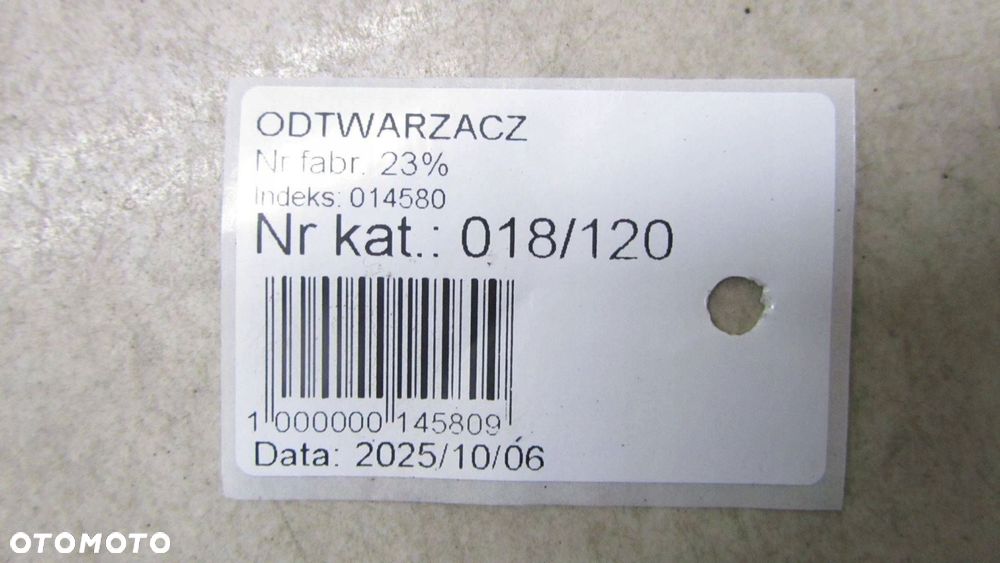 ODTWARZACZ
Nr fabr. 23%
Indeks: 014580
Nr kat.: 018/120
1 000000 145809
Data: 2025/10/06
OTOMOTO